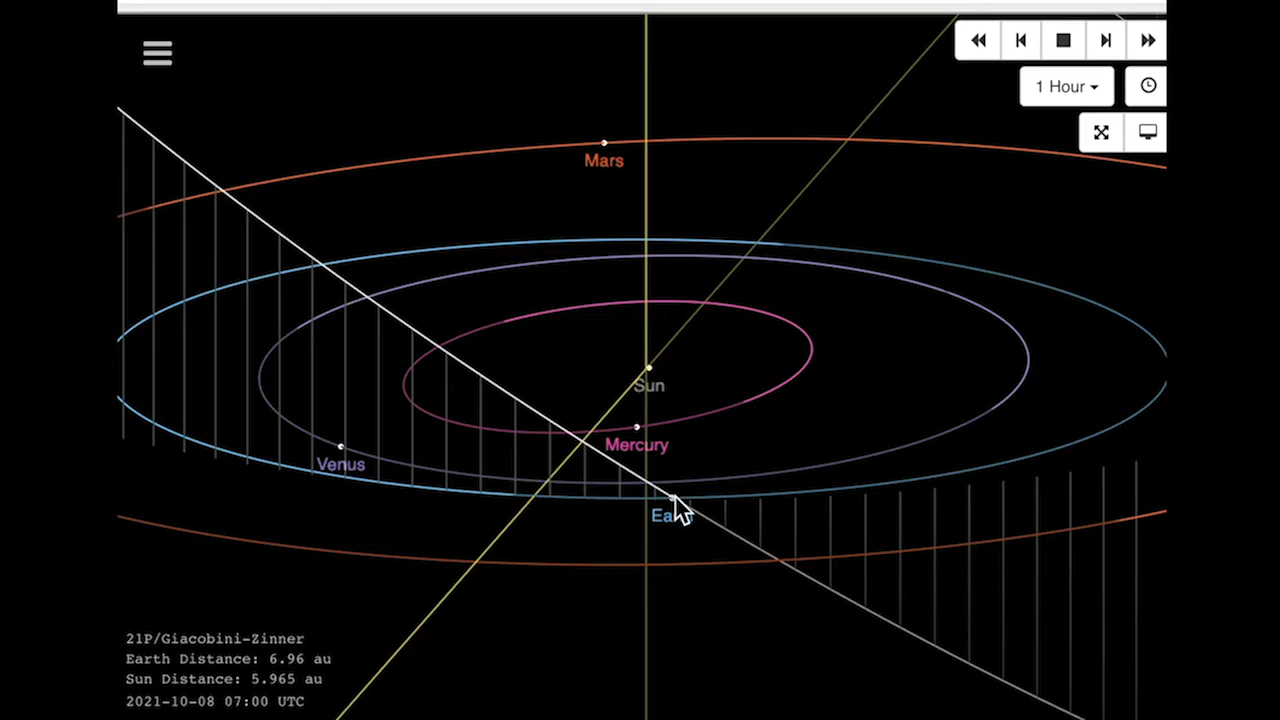 1 Hour
Mars
Sun
Mercury
Venus
Earth
21P/Giacobini-Zinner
Earth Distance: 6.96 au
Sun Distance: 5.965 au
2021-10-08 07:00 UTC